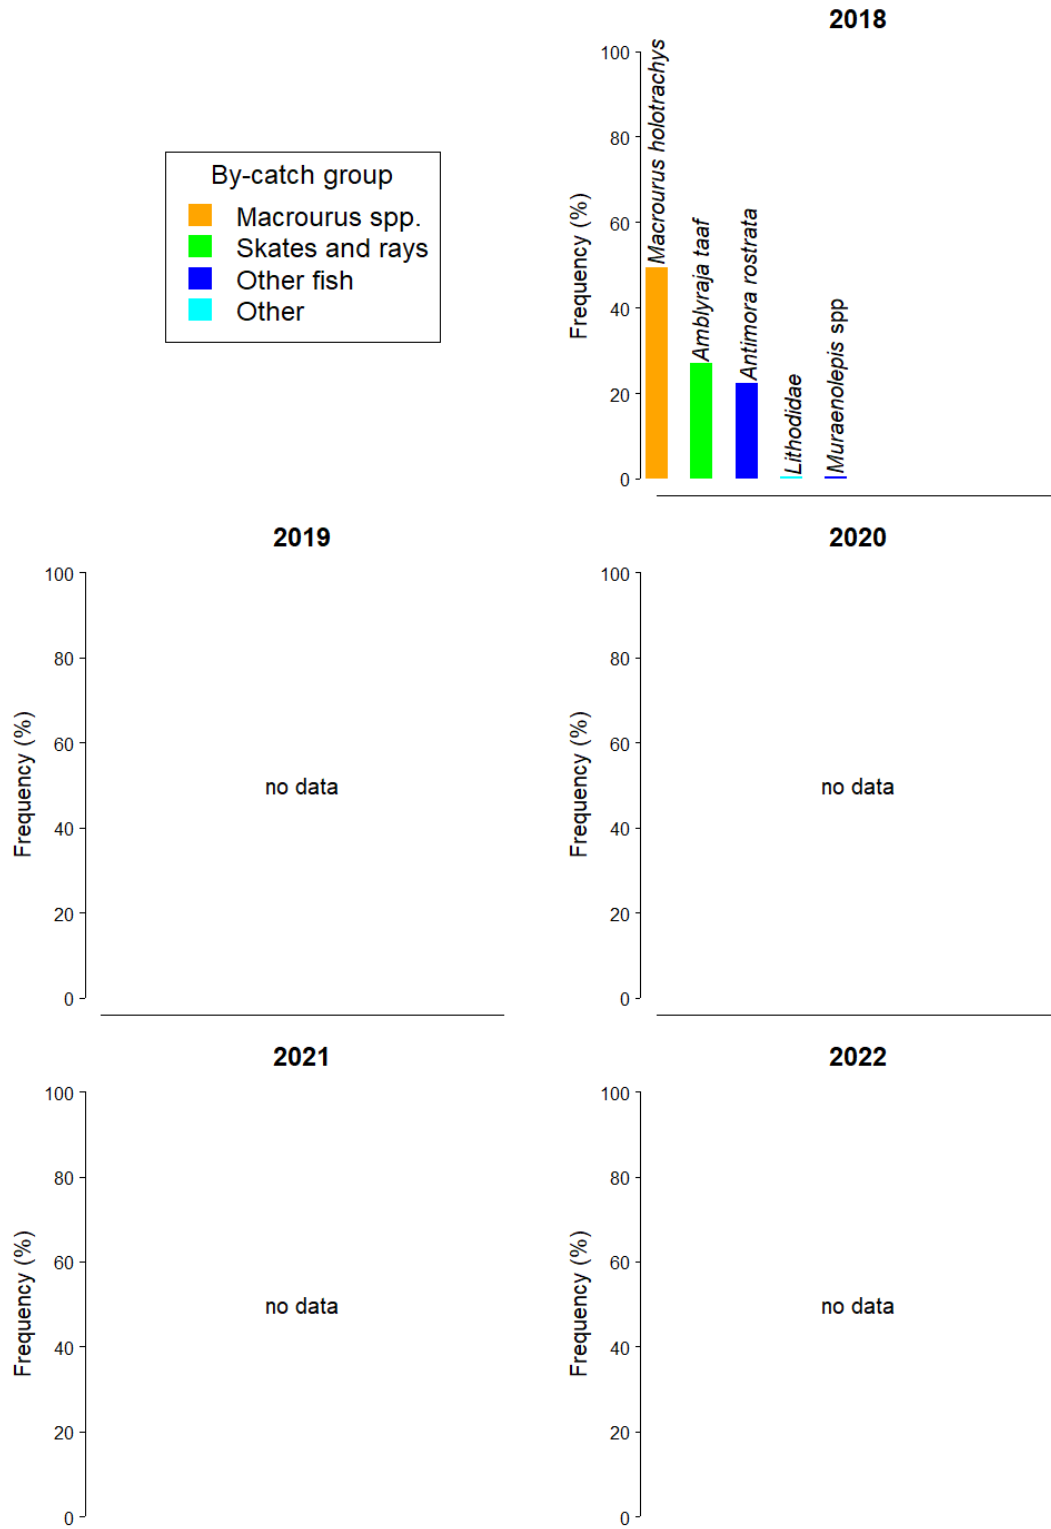 2018
By-catch group
Macrourus spp.
Skates and rays
Other fish
Other
Frequency (%)
100
80
60
40
20
0
Macrourus holotrachys
Amblyraja taaf
Antimora rostrata
Lithodidae
Muraenolepis spp
2019
Frequency (%)
100
80
60
40
20
0
no data
2020
Frequency (%)
100
80
60
40
20
0
no data
2021
Frequency (%)
100
80
60
40
20
0
no data
2022
Frequency (%)
100
80
60
40
20
0
no data